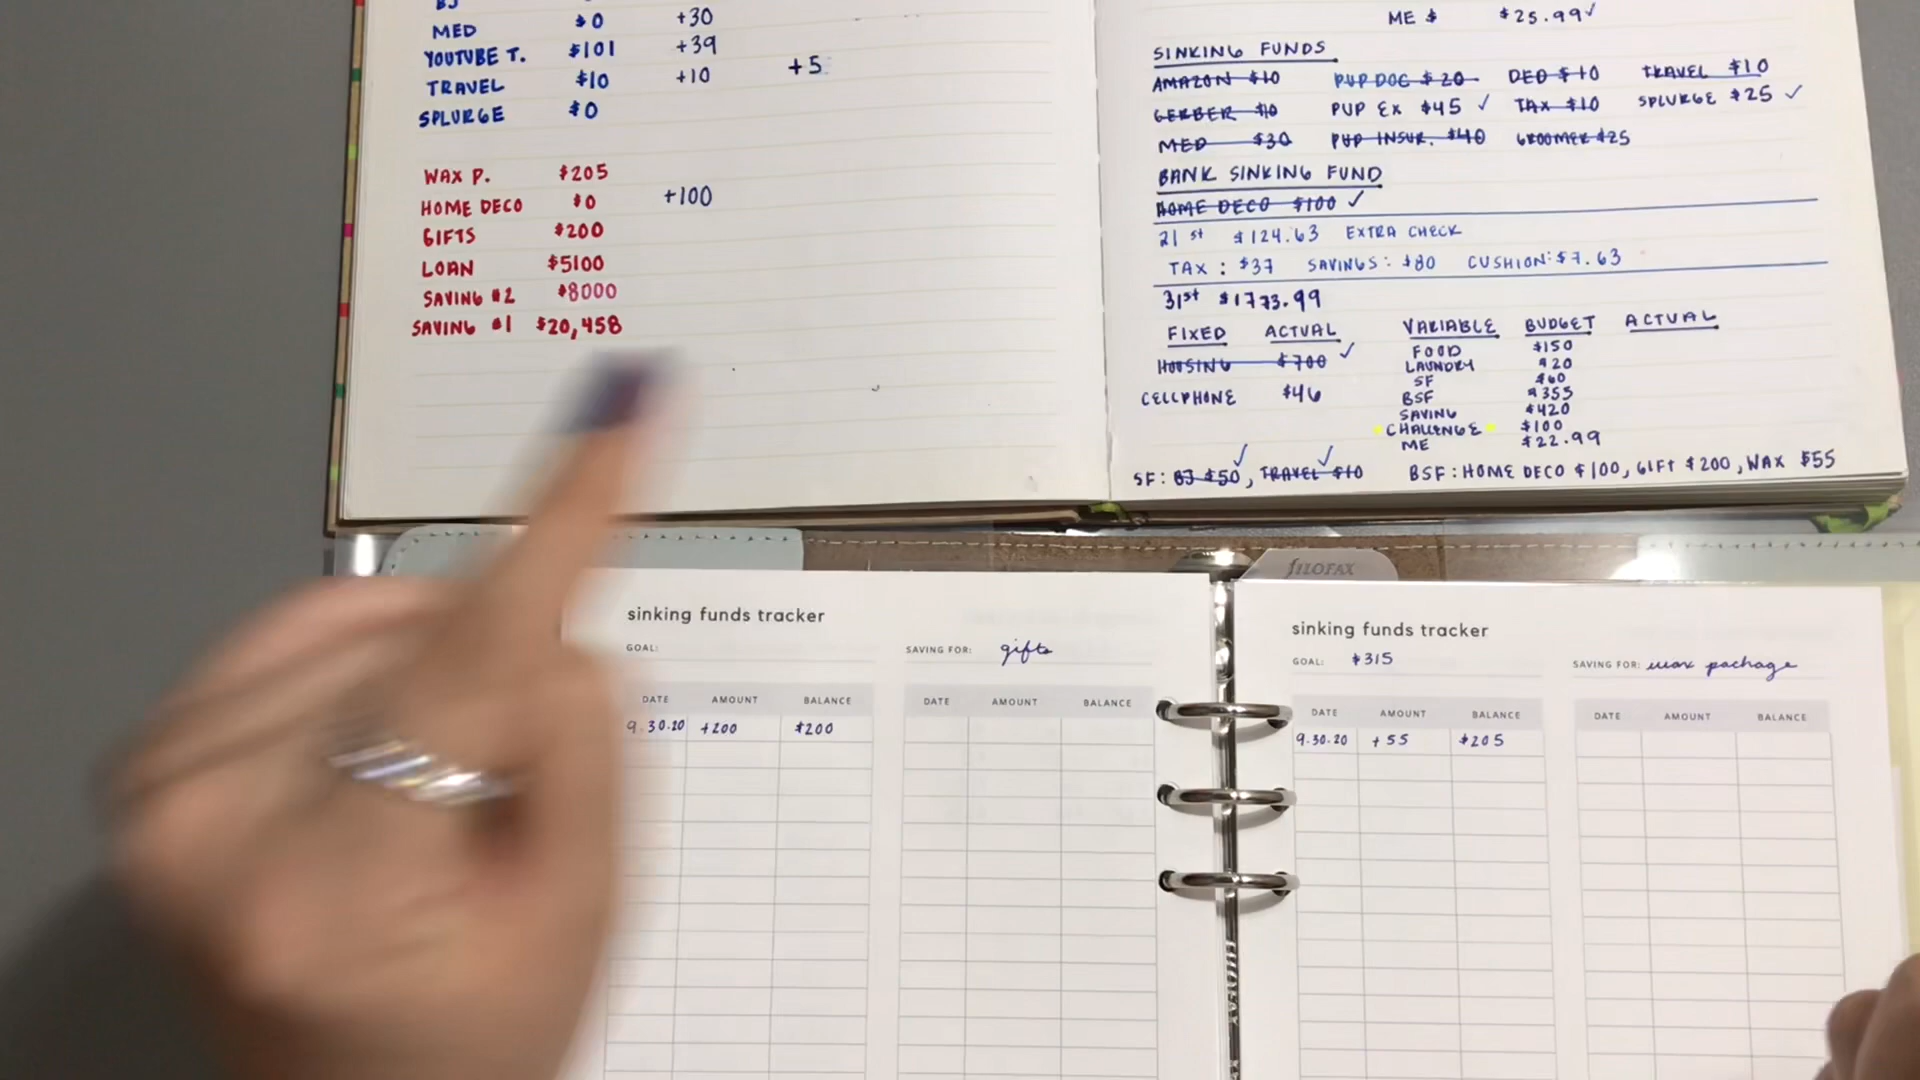 BJ
MED $0 +30
YOUTUBE T. $101 +39
TRAVEL $10 +10 +5
SPLURGE $0
WAX P. $205
HOME DECO $0 +100
GIFTS $200
LOAN $5100
SAVING #2 $8000
SAVING #1 $20,458
ME $ $25.99 ✓
SINKING FUNDS
AMAZON $10 PUP DOC $20 DEO $10 TRAVEL $10
GERBER $10 PUP EX $45 ✓ TAX $10 SPLURGE $25 ✓
MED $30 PUP INSUR. $40 GROOMER $25
BANK SINKING FUND
HOME DECO $100 ✓
21st $124.63 EXTRA CHECK
TAX: $37 SAVINGS: $80 CUSHION: $7.63
31st $1773.99
FIXED ACTUAL VARIABLE BUDGET ACTUAL
HOUSING $700 ✓ FOOD $150
LAUNDRY $20
SF $60
CELLPHONE $46 BSF $355
SAVING $420
CHALLENGE $100
ME $22.99
SF: BJ $50 ✓, TRAVEL $10 ✓ BSF: HOME DECO $100, GIFT $200, WAX $55
FILOFAX
sinking funds tracker
GOAL: SAVING FOR: gifts
DATE AMOUNT BALANCE DATE AMOUNT BALANCE
9.30.20 +200 $200
sinking funds tracker
GOAL: $315 SAVING FOR: wax package
DATE AMOUNT BALANCE DATE AMOUNT BALANCE
9.30.20 +55 $205
FILOFAX